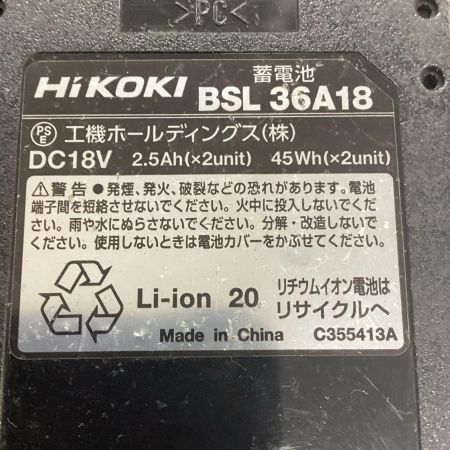 >PC<
HiKOKI
蓄電池
BSL 36A18
PS
E
工機ホールディングス(株)
DC18V 2.5Ah(×2unit) 45Wh(×2unit)
⚠警告 ● 発煙、発火、破裂などの恐れがあります。電池
端子間を短絡させないでください。火中に投入しないでくだ
さい。雨や水にぬらさないでください。分解・改造しないで
ください。使用しないときは電池カバーをかぶせてください。
Li-ion 20
リチウムイオン電池は
リサイクルへ
Made in China
C355413A